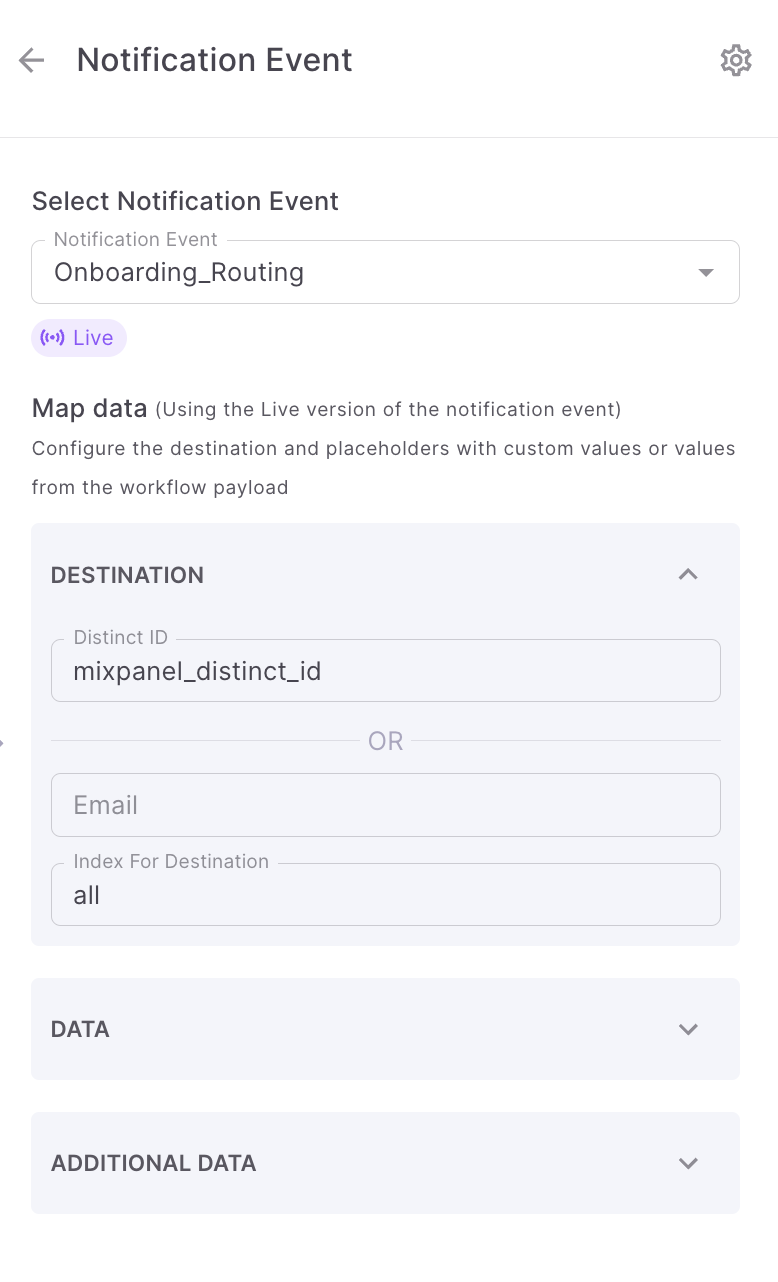 Notification Event
Select Notification Event
Notification Event
Onboarding_Routing
Live
Map data (Using the Live version of the notification event)
Configure the destination and placeholders with custom values or values
from the workflow payload
DESTINATION
Distinct ID
mixpanel_distinct_id
OR
Email
Index For Destination
all
DATA
ADDITIONAL DATA